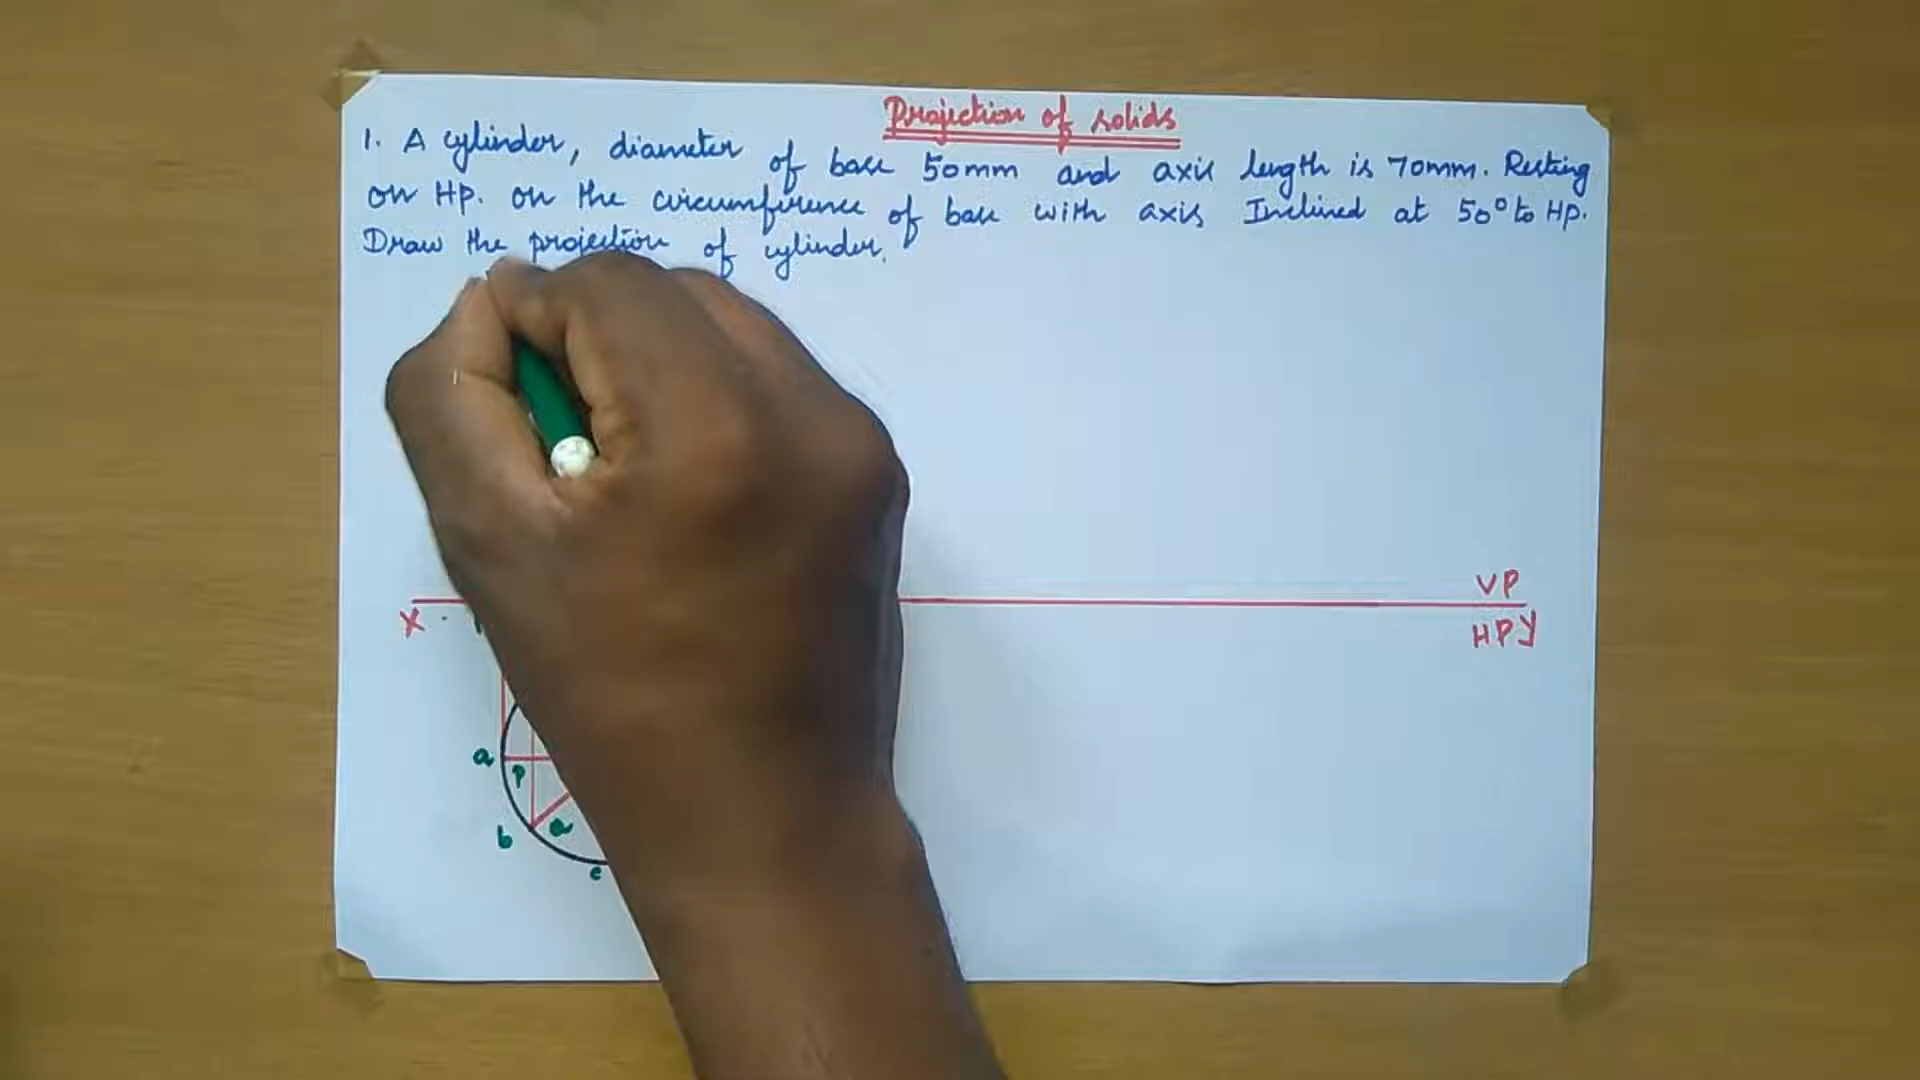 Projection of solids
1. A cylinder, diameter of base 50mm and axis length is 70mm. Resting
on HP. on the circumference of base with axis Inclined at 50° to HP.
Draw the projection of cylinder.
VP
X
HP Y
a
p
b
c